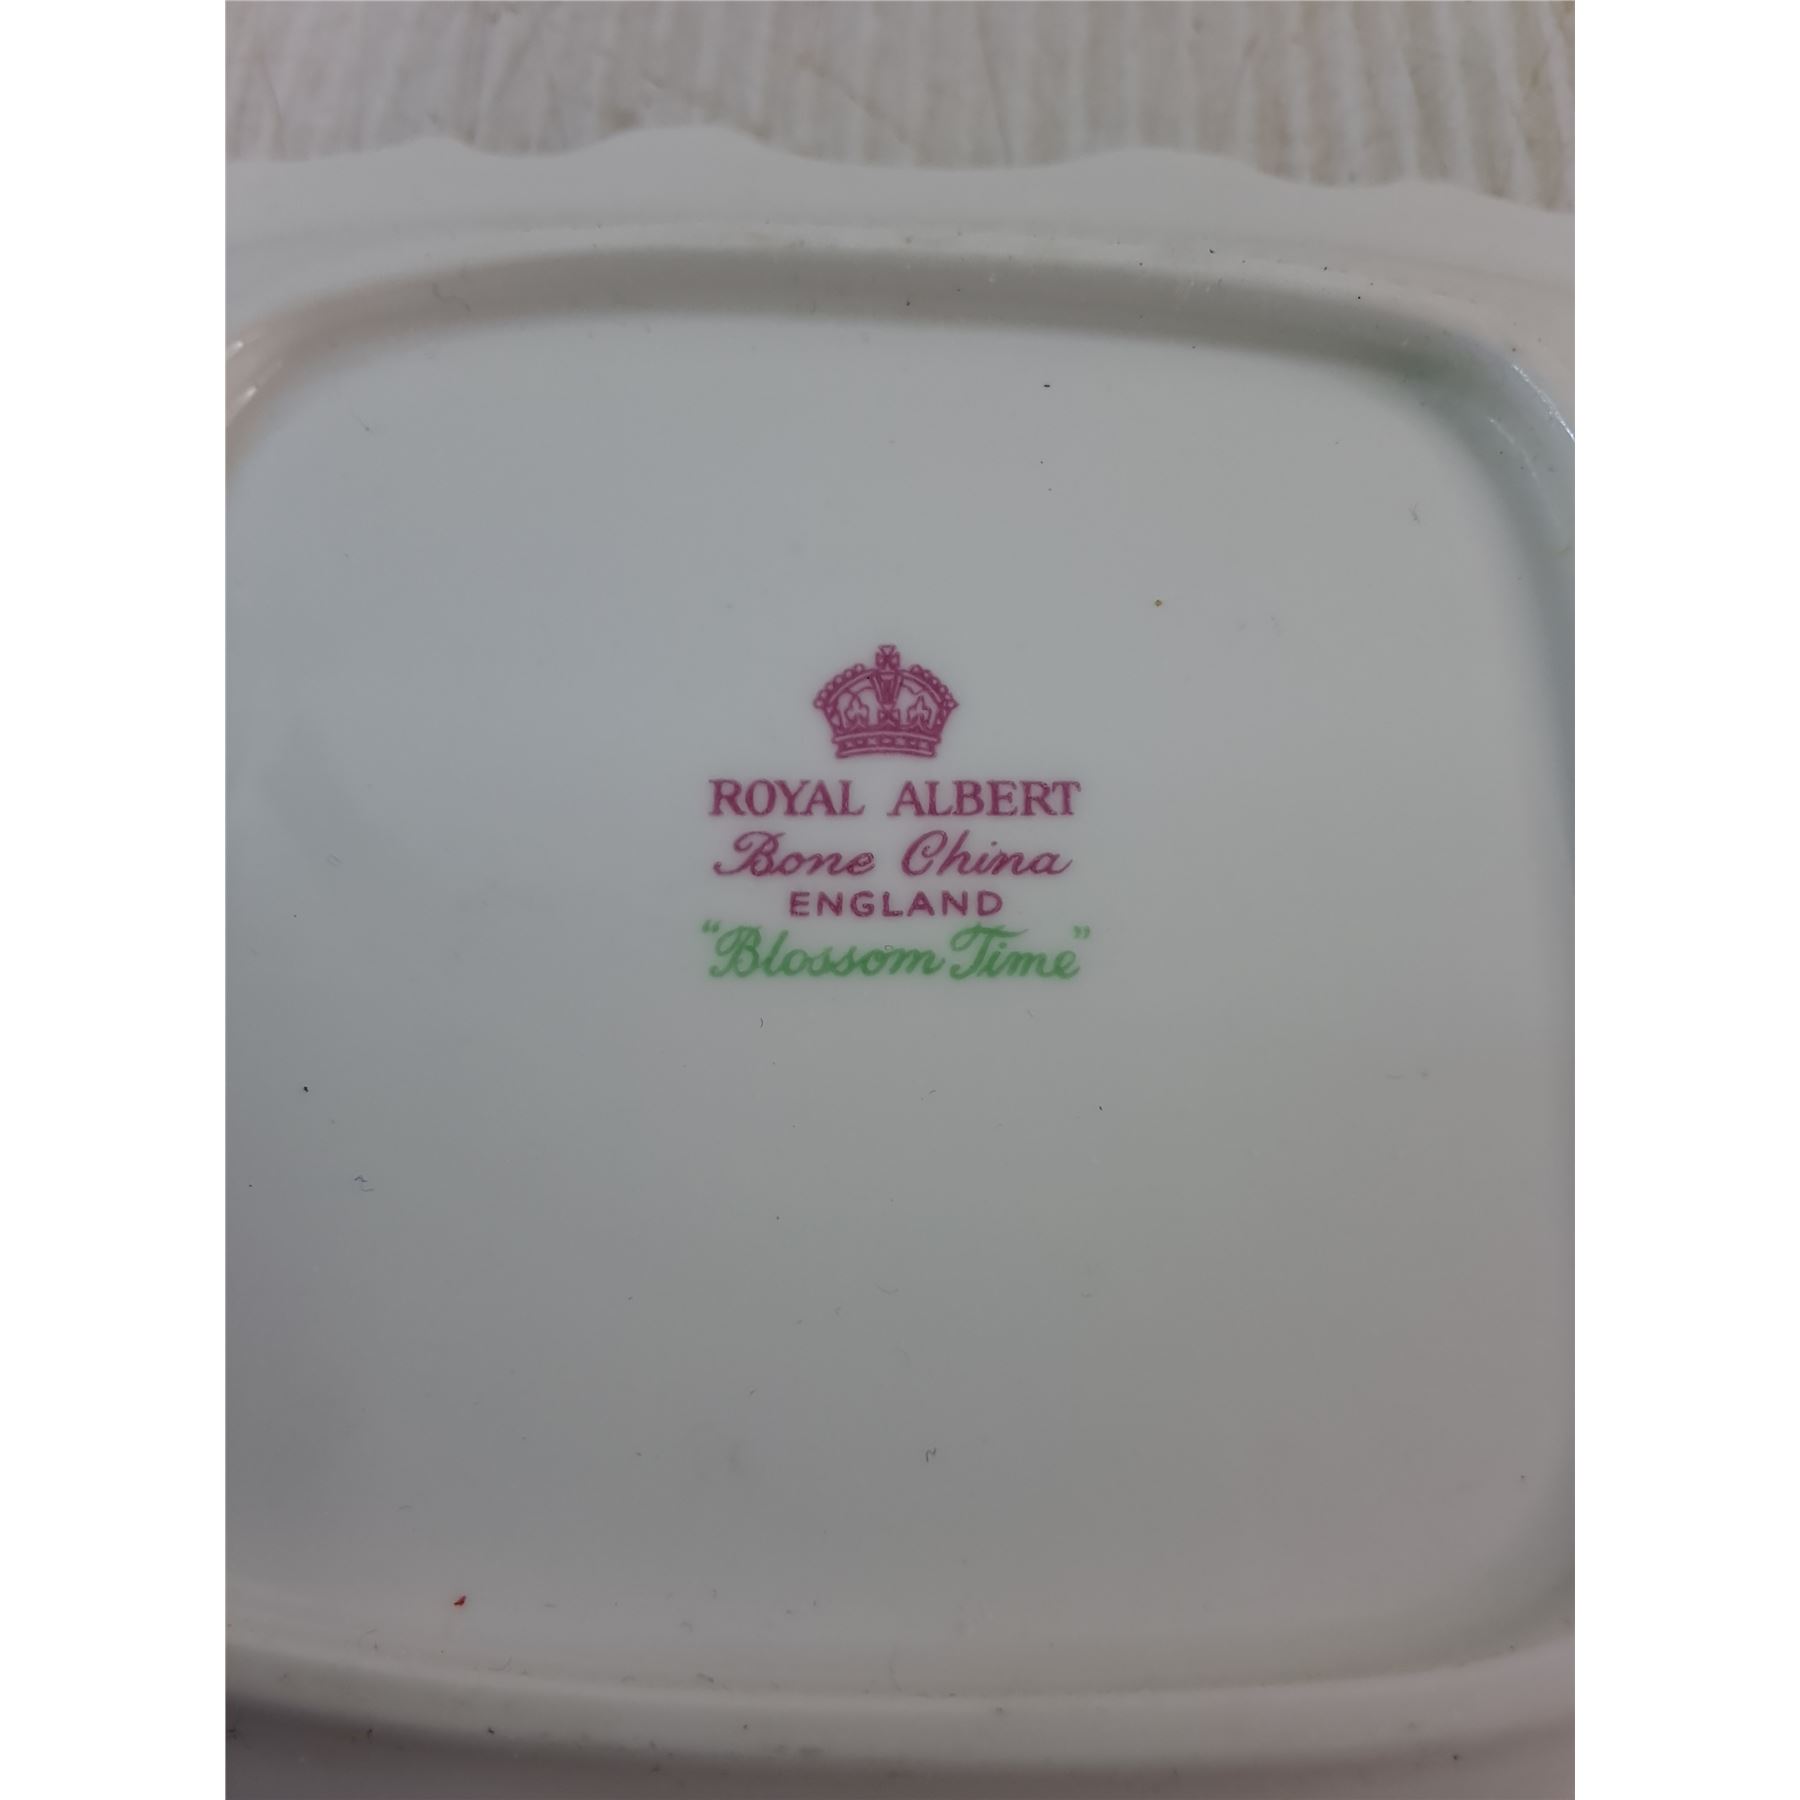 ROYAL ALBERT
Bone China
ENGLAND
"Blossom Time"